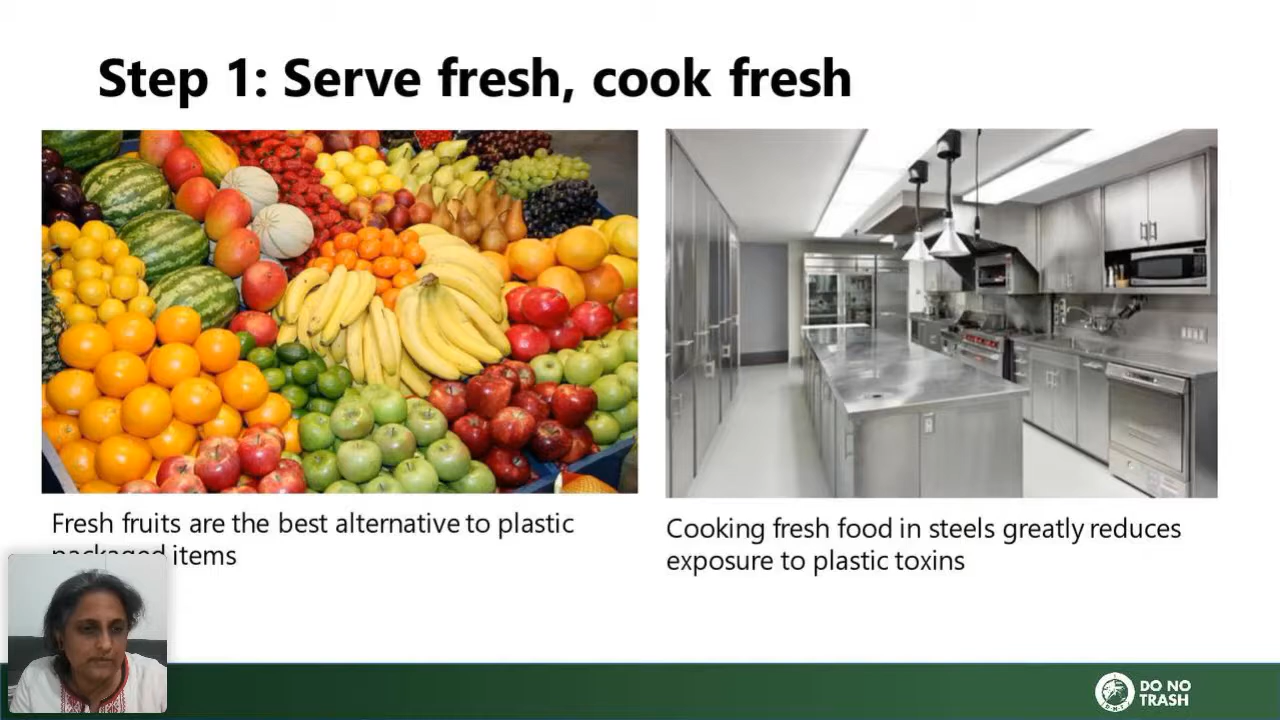 Step 1: Serve fresh, cook fresh
Fresh fruits are the best alternative to plastic
packaged items
Cooking fresh food in steels greatly reduces
exposure to plastic toxins
DO NO
TRASH